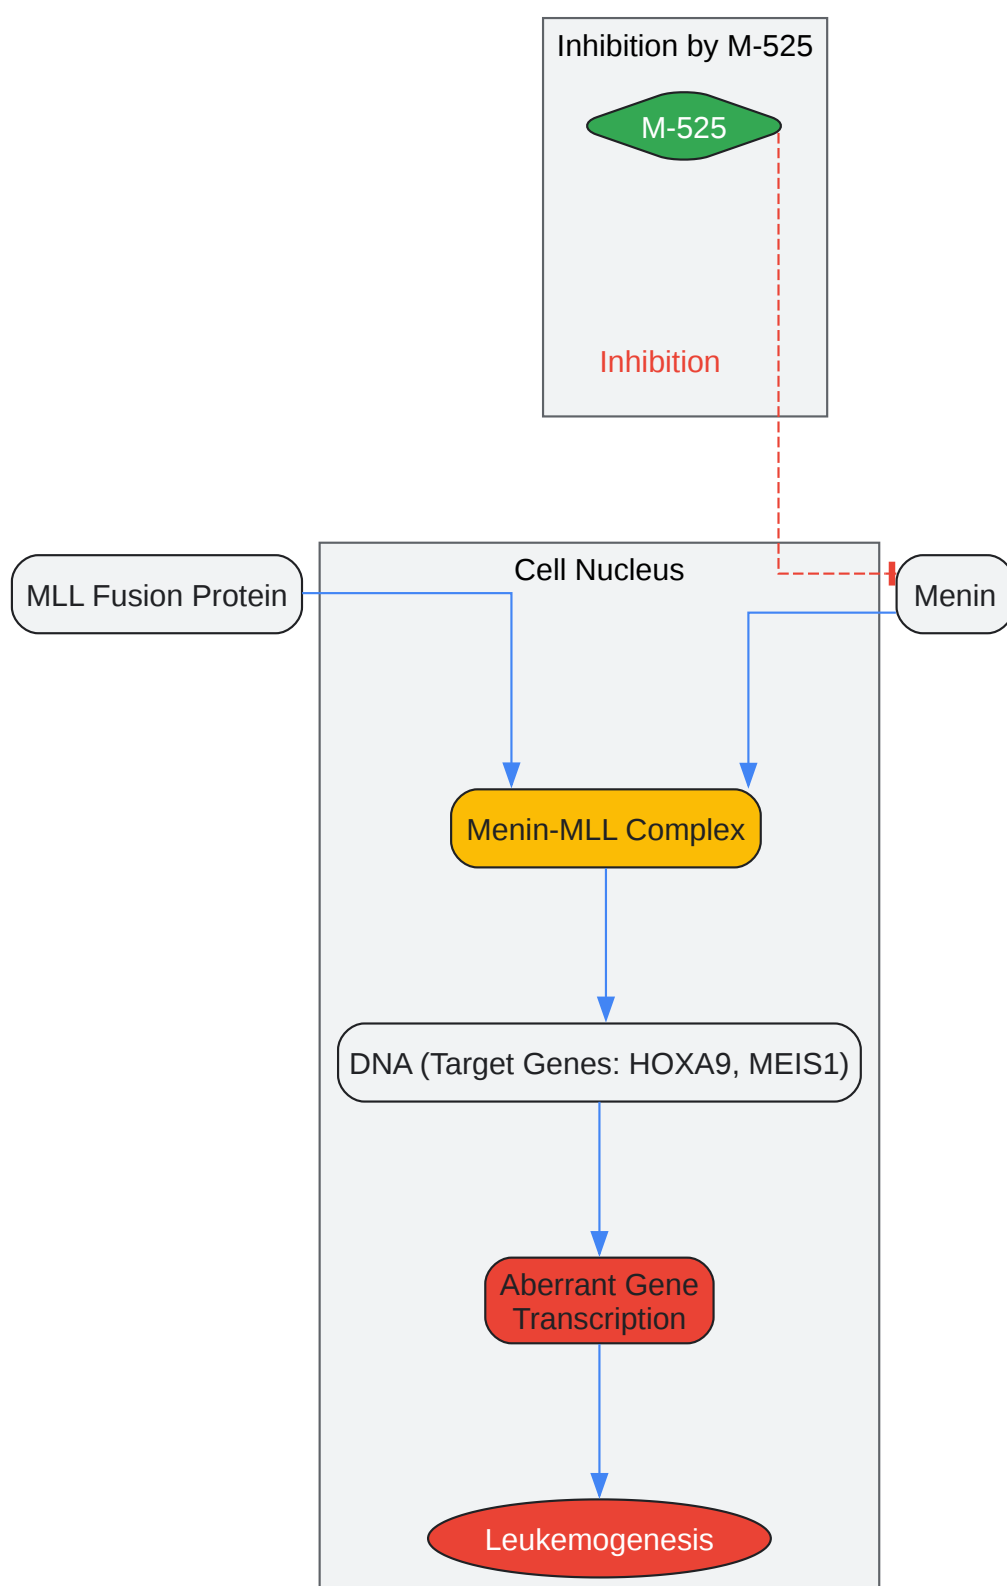 Inhibition by M-525
M-525
Inhibition
Cell Nucleus
MLL Fusion Protein
Menin
Menin-MLL Complex
DNA (Target Genes: HOXA9, MEIS1)
Aberrant Gene
Transcription
Leukemogenesis